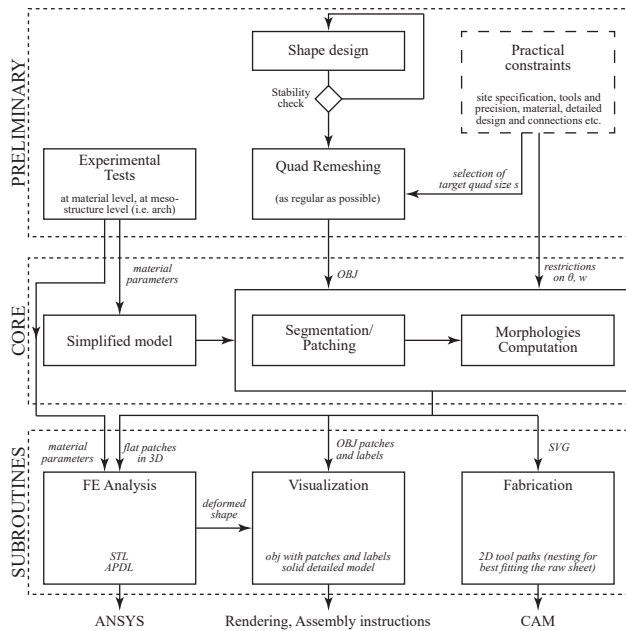 PRELIMINARY
Shape design
Stability
check
Practical
constraints
site specification, tools and
precision, material, detailed
design and connections etc.
Experimental
Tests
at material level, at meso-
structure level (i.e. arch)
Quad Remeshing
(as regular as possible)
selection of
target quad size s
material
parameters
OBJ
restrictions
on θ, w
CORE
Simplified model
Segmentation/
Patching
Morphologies
Computation
SUBROUTINES
material
parameters
flat patches
in 3D
OBJ patches
and labels
SVG
FE Analysis
STL
APDL
deformed
shape
Visualization
obj with patches and labels
solid detailed model
Fabrication
2D tool paths (nesting for
best fitting the raw sheet)
ANSYS
Rendering, Assembly instructions
CAM